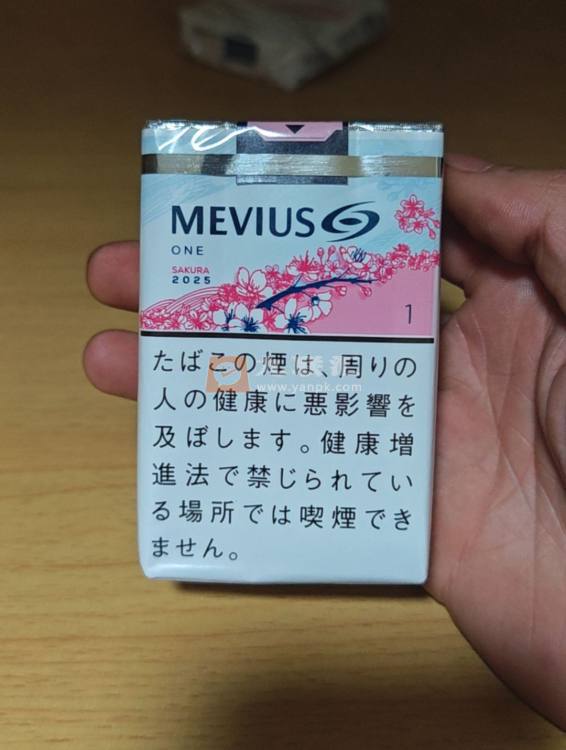 MEVIUS
ONE
SAKURA
2025
1
たばこの煙は、周りの
人の健康に悪影響を
及ぼします。健康増
進法で禁じられてい
る場所では喫煙でき
ません。
www.yanpk.com